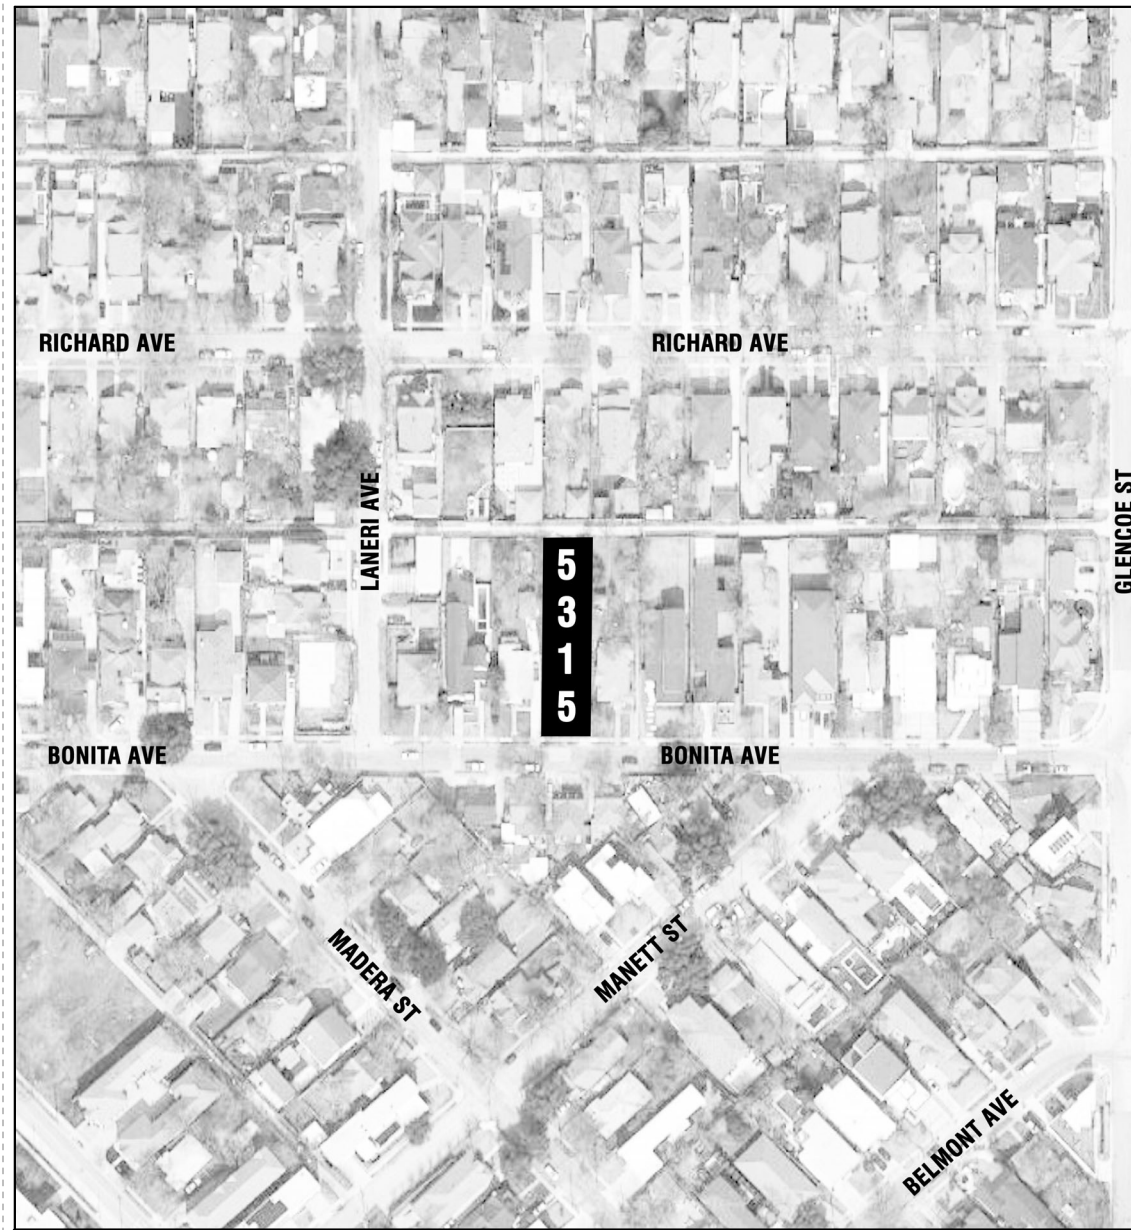 RICHARD AVE
RICHARD AVE
LANERI AVE
GLENCOE ST
5
3
1
5
BONITA AVE
BONITA AVE
MADERA ST
MANETT ST
BELMONT AVE